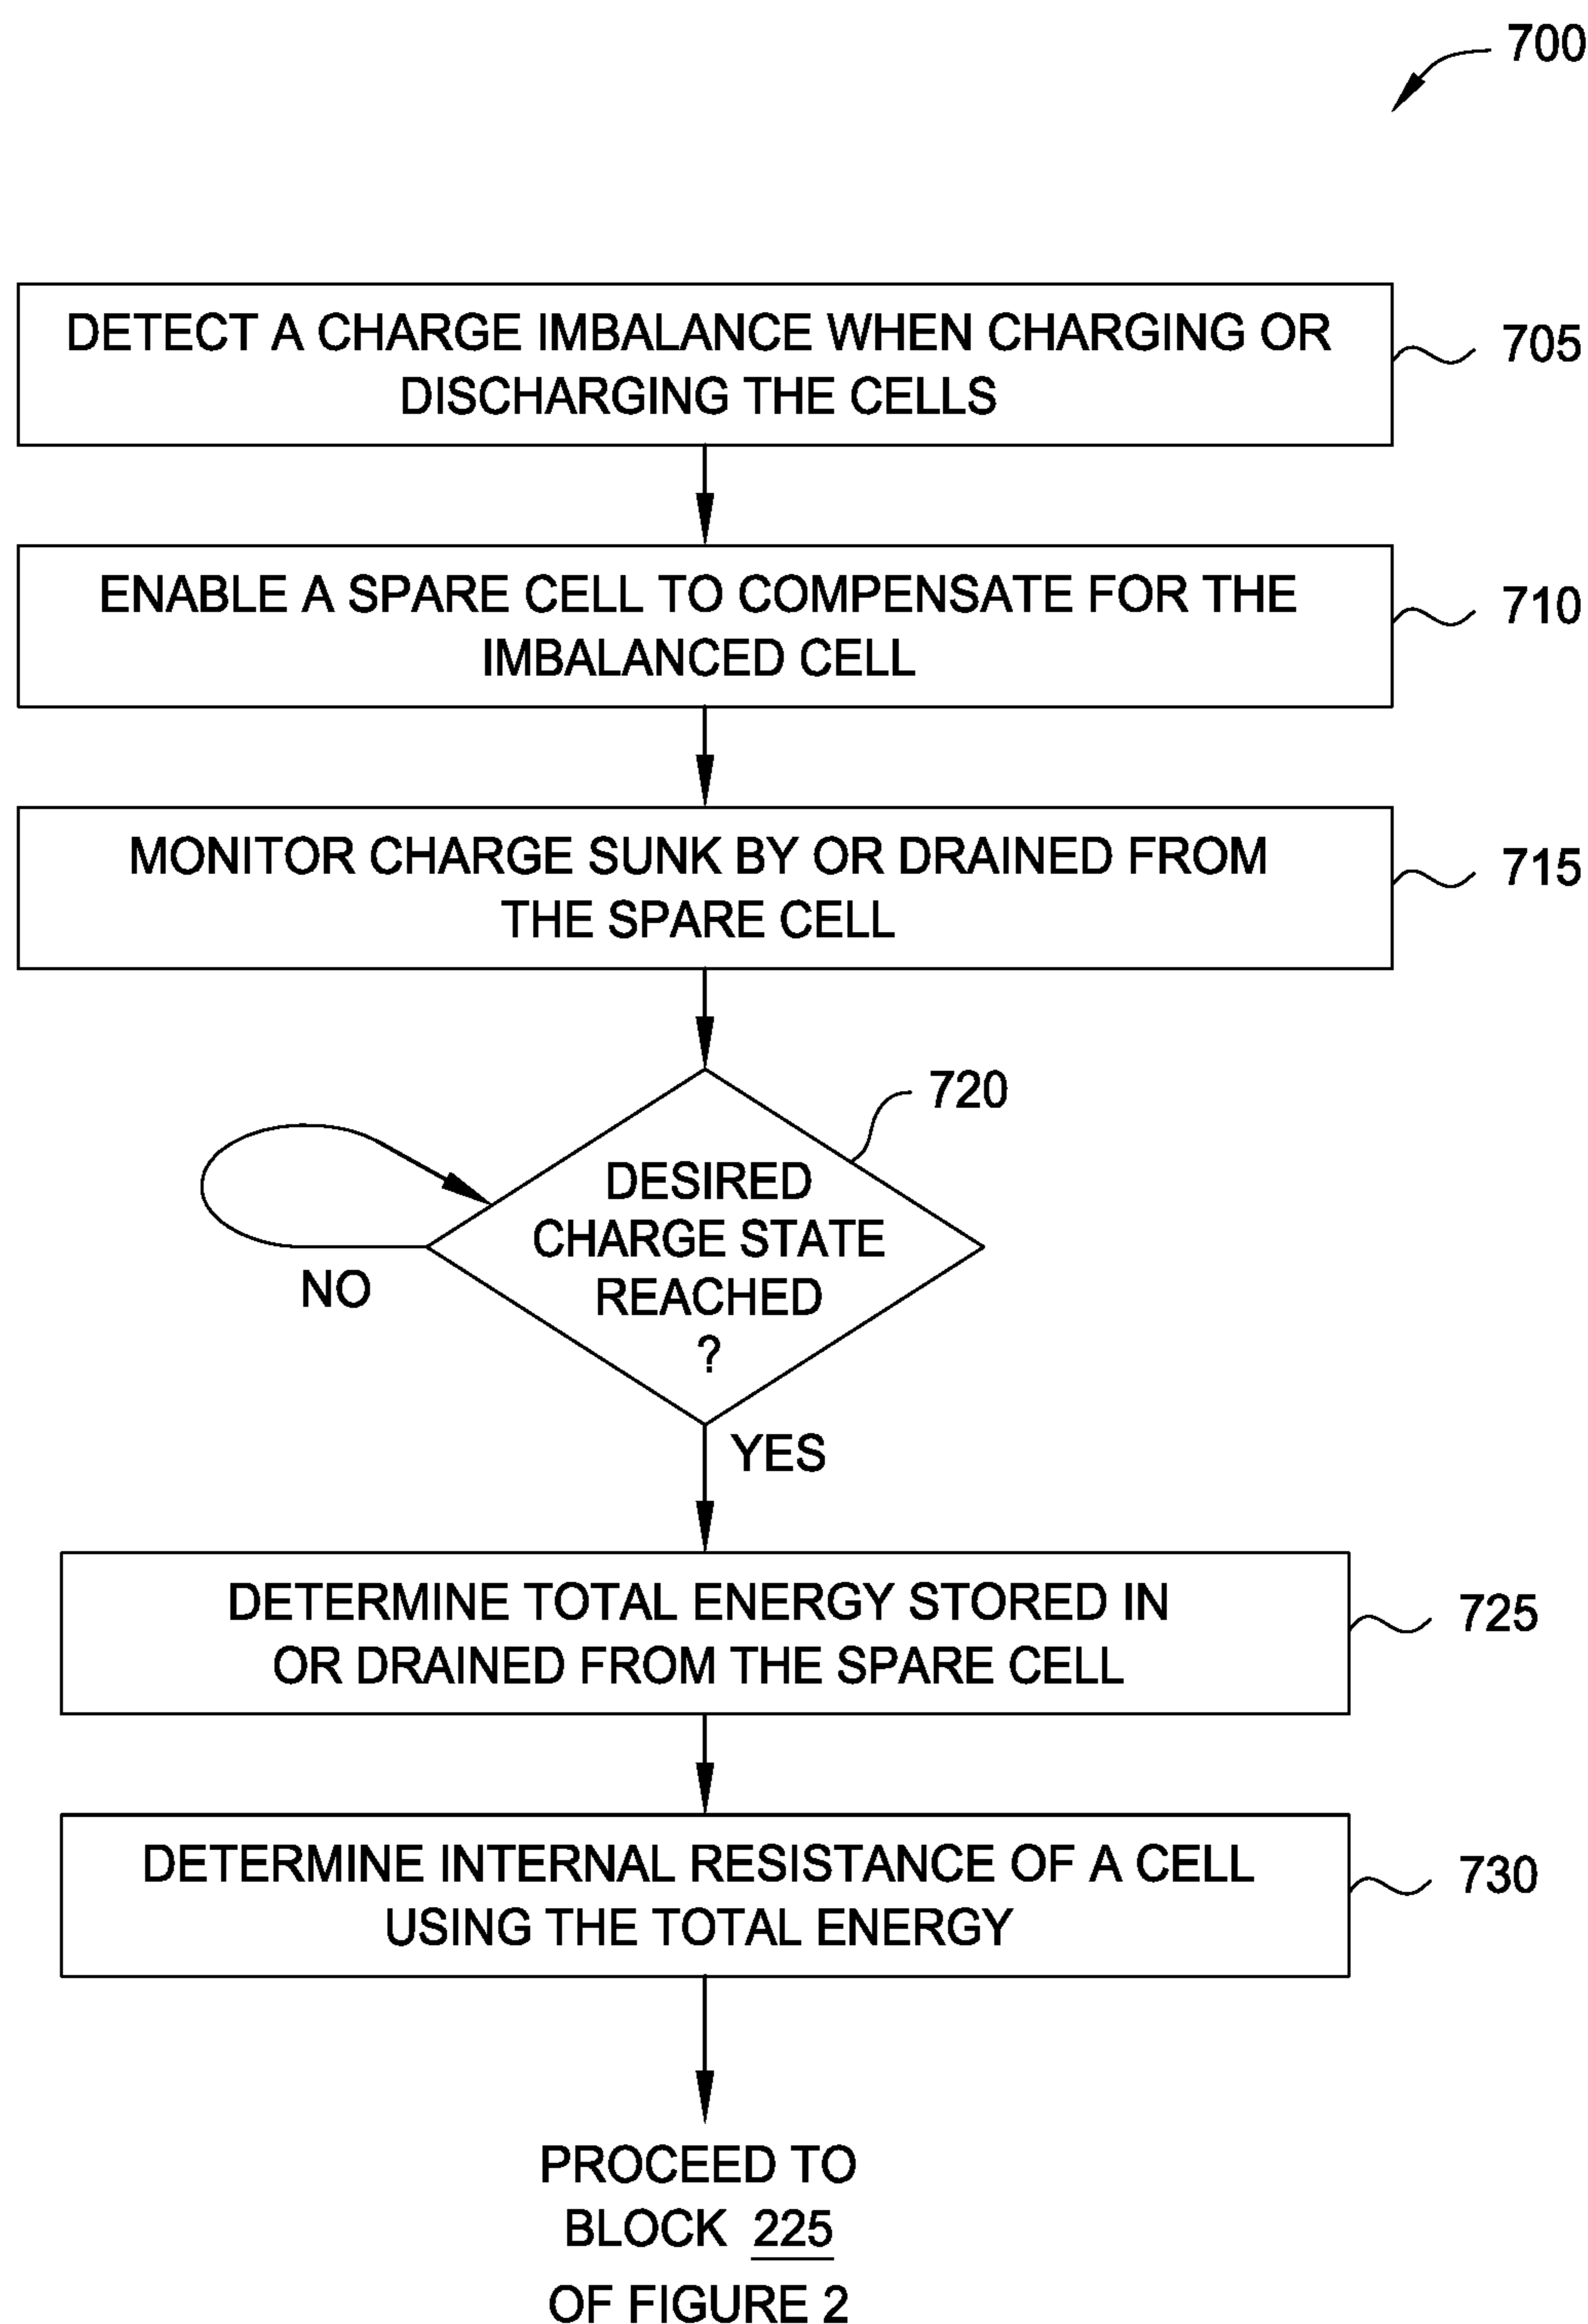 700
DETECT A CHARGE IMBALANCE WHEN CHARGING OR
DISCHARGING THE CELLS
705
ENABLE A SPARE CELL TO COMPENSATE FOR THE
IMBALANCED CELL
710
MONITOR CHARGE SUNK BY OR DRAINED FROM
THE SPARE CELL
715
720
DESIRED
CHARGE STATE
REACHED
?
NO
YES
DETERMINE TOTAL ENERGY STORED IN
OR DRAINED FROM THE SPARE CELL
725
DETERMINE INTERNAL RESISTANCE OF A CELL
USING THE TOTAL ENERGY
730
PROCEED TO
BLOCK 225
OF FIGURE 2